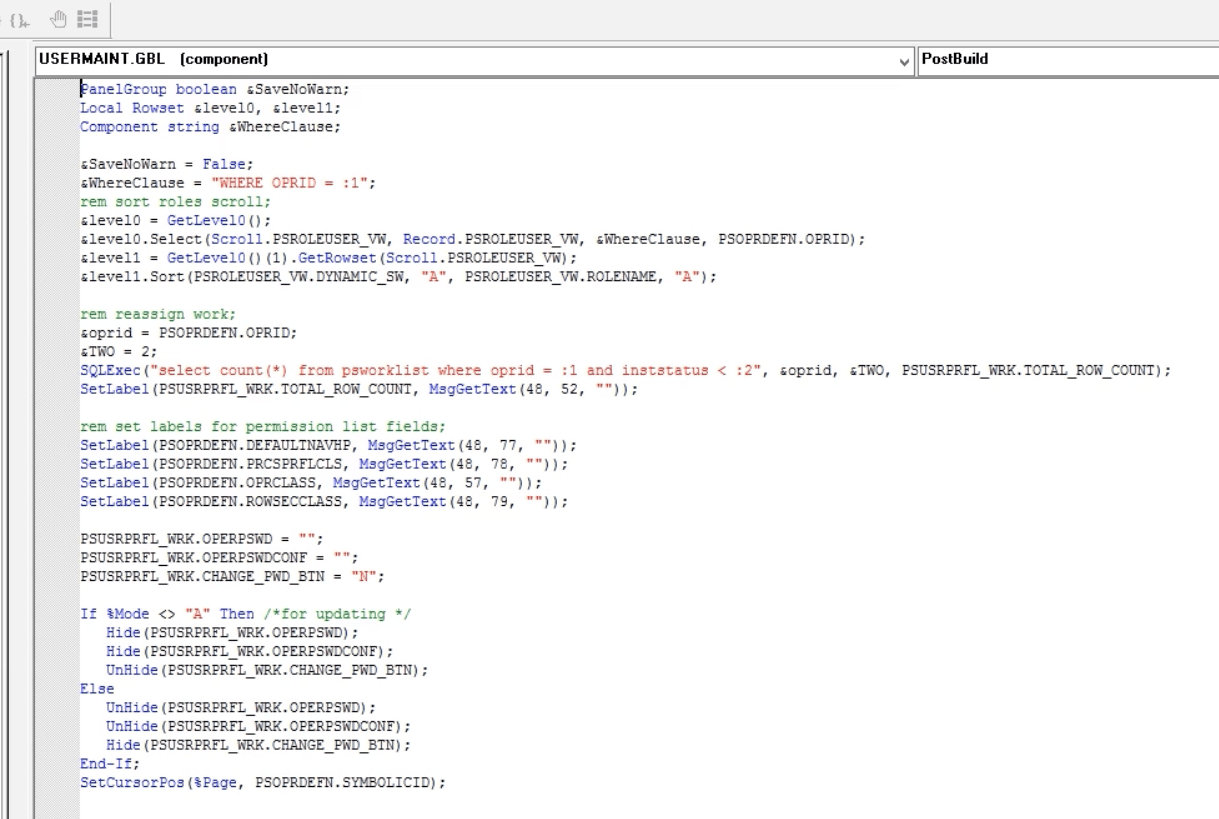 USERMAINT.GBL (component)
PostBuild
PanelGroup boolean &SaveNoWarn;
Local Rowset &level0, &level1;
Component string &WhereClause;
&SaveNoWarn = False;
&WhereClause = "WHERE OPRID = :1";
rem sort roles scroll;
&level0 = GetLevel0();
&level0.Select(Scroll.PSROLEUSER_VW, Record.PSROLEUSER_VW, &WhereClause, PSOPRDEFN.OPRID);
&level1 = GetLevel0()(1).GetRowset(Scroll.PSROLEUSER_VW);
&level1.Sort(PSROLEUSER_VW.DYNAMIC_SW, "A", PSROLEUSER_VW.ROLENAME, "A");
rem reassign work;
&oprid = PSOPRDEFN.OPRID;
&TWO = 2;
SQLExec("select count(*) from psworklist where oprid = :1 and inststatus < :2", &oprid, &TWO, PSUSRPRFL_WRK.TOTAL_ROW_COUNT);
SetLabel(PSUSRPRFL_WRK.TOTAL_ROW_COUNT, MsgGetText(48, 52, ""));
rem set labels for permission list fields;
SetLabel(PSOPRDEFN.DEFAULTNAVHP, MsgGetText(48, 77, ""));
SetLabel(PSOPRDEFN.PRCSPRFLCLS, MsgGetText(48, 78, ""));
SetLabel(PSOPRDEFN.OPRCLASS, MsgGetText(48, 57, ""));
SetLabel(PSOPRDEFN.ROWSECCLASS, MsgGetText(48, 79, ""));
PSUSRPRFL_WRK.OPERPSWD = "";
PSUSRPRFL_WRK.OPERPSWDCONF = "";
PSUSRPRFL_WRK.CHANGE_PWD_BTN = "N";
If %Mode <> "A" Then /*for updating */
Hide(PSUSRPRFL_WRK.OPERPSWD);
Hide(PSUSRPRFL_WRK.OPERPSWDCONF);
UnHide(PSUSRPRFL_WRK.CHANGE_PWD_BTN);
Else
UnHide(PSUSRPRFL_WRK.OPERPSWD);
UnHide(PSUSRPRFL_WRK.OPERPSWDCONF);
Hide(PSUSRPRFL_WRK.CHANGE_PWD_BTN);
End-If;
SetCursorPos(%Page, PSOPRDEFN.SYMBOLICID);